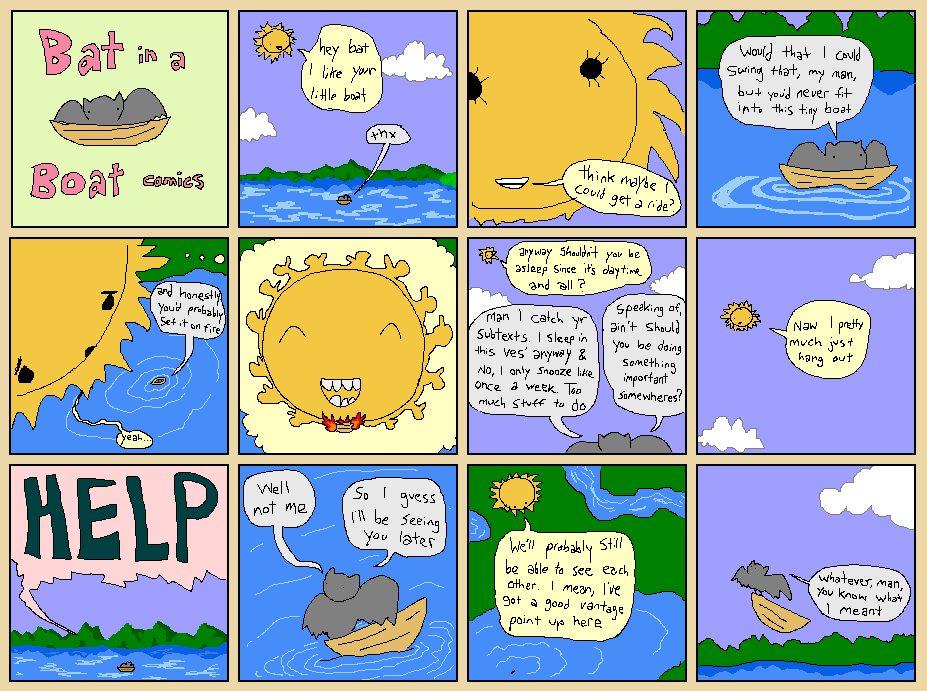 Bat in a
Boat comics
hey bat
I like your
little boat
thx
think maybe I
could get a ride?
Would that I could
swing that, my man,
but you'd never fit
into this tiny boat
and honestly
you'd probably
set it on fire
yeah...
anyway shouldn't you be
asleep since it's daytime
and all?
man I catch yr
subtexts. I sleep in
this ves' anyway &
no, I only snooze like
once a week. Too
much stuff to do
Speaking of,
ain't should
you be doing
something
important
somewheres?
Naw I pretty
much just
hang out
HELP
Well
not me
So I guess
I'll be seeing
you later
We'll probably still
be able to see each
other. I mean, I've
got a good vantage
point up here
whatever, man,
you know what
I meant